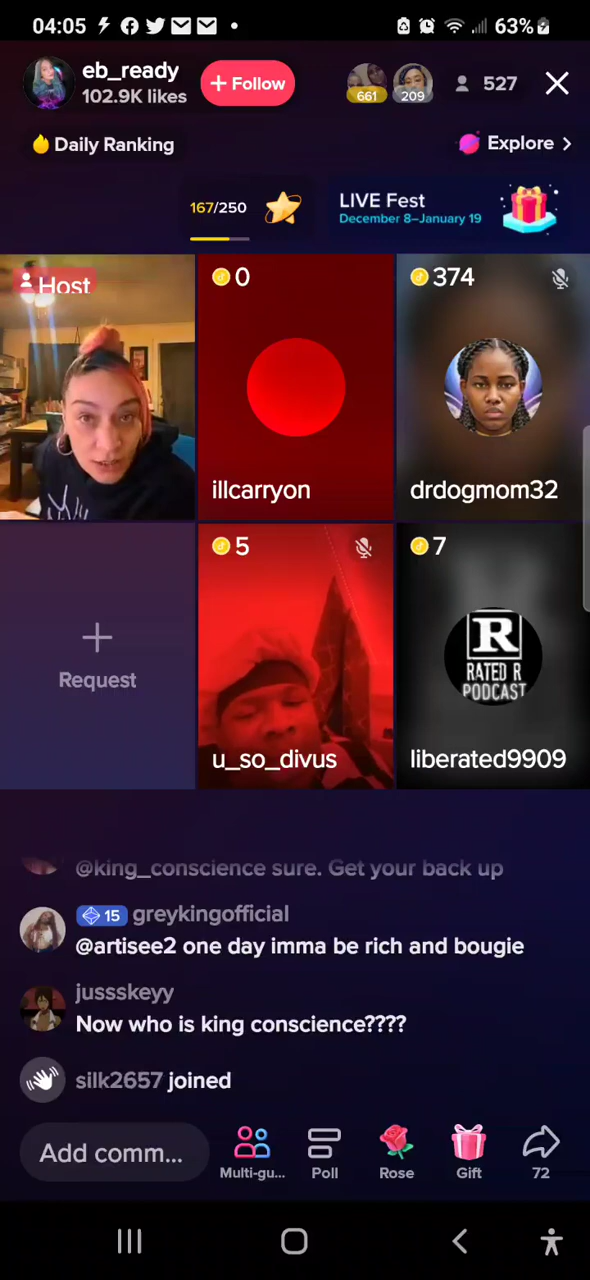 04:05
63%
eb_ready
102.9K likes
+ Follow
661
209
527
Daily Ranking
Explore >
167/250
LIVE Fest
December 8–January 19
Host
0
illcarryon
374
drdogmom32
Request
5
u_so_divus
7
R
RATED R
PODCAST
liberated9909
@king_conscience sure. Get your back up
15 greykingofficial
@artisee2 one day imma be rich and bougie
jussskeyy
Now who is king conscience????
silk2657 joined
Add comm...
Multi-gu...
Poll
Rose
Gift
72